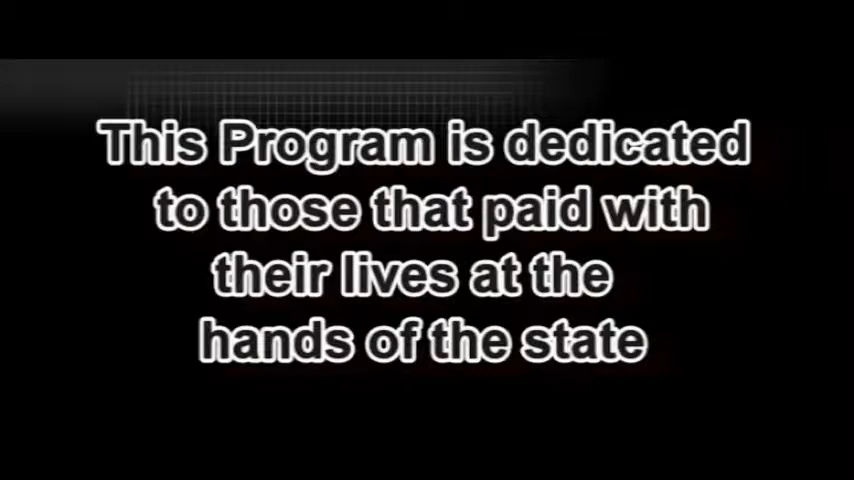 This Program is dedicated
to those that paid with
their lives at the
hands of the state